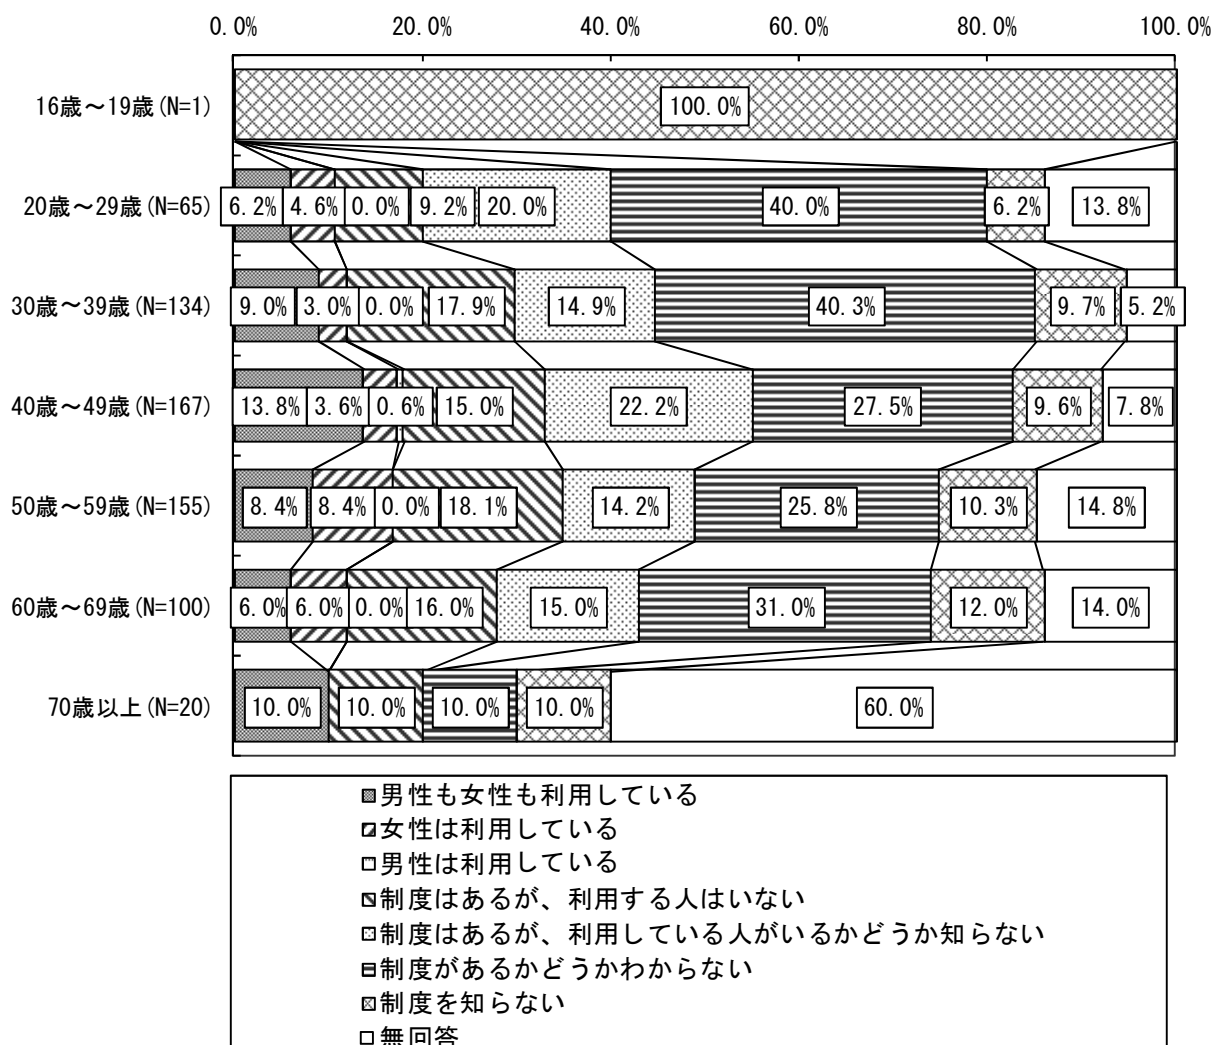 0.0% 20.0% 40.0% 60.0% 80.0% 100.0%
16歳～19歳(N=1) 100.0%
20歳～29歳(N=65) 6.2% 4.6% 0.0% 9.2% 20.0% 40.0% 6.2% 13.8%
30歳～39歳(N=134) 9.0% 3.0% 0.0% 17.9% 14.9% 40.3% 9.7% 5.2%
40歳～49歳(N=167) 13.8% 3.6% 0.6% 15.0% 22.2% 27.5% 9.6% 7.8%
50歳～59歳(N=155) 8.4% 8.4% 0.0% 18.1% 14.2% 25.8% 10.3% 14.8%
60歳～69歳(N=100) 6.0% 6.0% 0.0% 16.0% 15.0% 31.0% 12.0% 14.0%
70歳以上(N=20) 10.0% 10.0% 10.0% 10.0% 60.0%
男性も女性も利用している
女性は利用している
男性は利用している
制度はあるが、利用する人はいない
制度はあるが、利用している人がいるかどうか知らない
制度があるかどうかわからない
制度を知らない
無回答